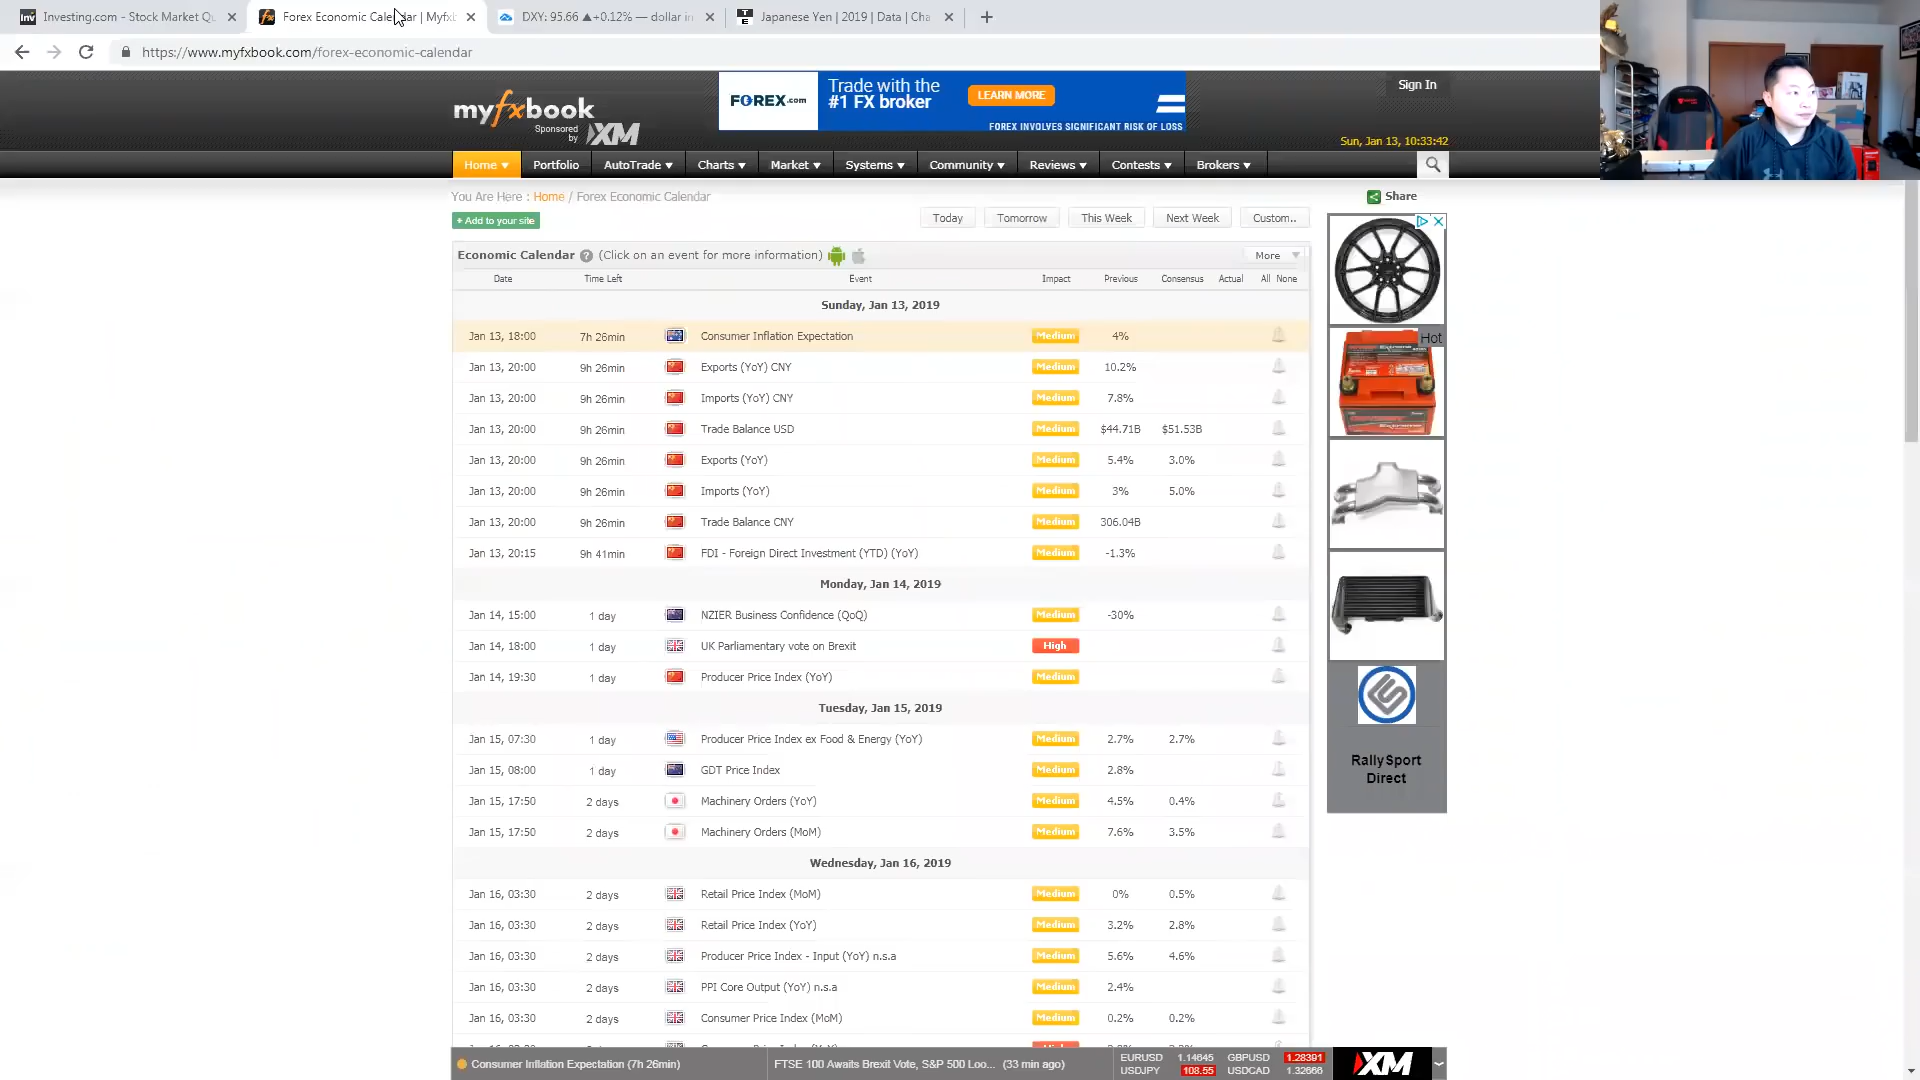 Investing.com - Stock Market Qu
Forex Economic Calendar | Myfxb
DXY: 95.66 ▲+0.12% — dollar in
Japanese Yen | 2019 | Data | Cha
https://www.myfxbook.com/forex-economic-calendar
myfxbook
Sponsored by XM
FOREX.com
Trade with the
#1 FX broker
LEARN MORE
FOREX INVOLVES SIGNIFICANT RISK OF LOSS
Sign In
Sun, Jan 13, 10:33:42
Home Portfolio AutoTrade Charts Market Systems Community Reviews Contests Brokers
You Are Here : Home / Forex Economic Calendar
Share
+ Add to your site
Today Tomorrow This Week Next Week Custom..
Economic Calendar ? (Click on an event for more information) More
Date Time Left Event Impact Previous Consensus Actual All None
Sunday, Jan 13, 2019
Jan 13, 18:00 7h 26min Consumer Inflation Expectation Medium 4%
Jan 13, 20:00 9h 26min Exports (YoY) CNY Medium 10.2%
Jan 13, 20:00 9h 26min Imports (YoY) CNY Medium 7.8%
Jan 13, 20:00 9h 26min Trade Balance USD Medium $44.71B $51.53B
Jan 13, 20:00 9h 26min Exports (YoY) Medium 5.4% 3.0%
Jan 13, 20:00 9h 26min Imports (YoY) Medium 3% 5.0%
Jan 13, 20:00 9h 26min Trade Balance CNY Medium 306.04B
Jan 13, 20:15 9h 41min FDI - Foreign Direct Investment (YTD) (YoY) Medium -1.3%
Monday, Jan 14, 2019
Jan 14, 15:00 1 day NZIER Business Confidence (QoQ) Medium -30%
Jan 14, 18:00 1 day UK Parliamentary vote on Brexit High
Jan 14, 19:30 1 day Producer Price Index (YoY) Medium
Tuesday, Jan 15, 2019
Jan 15, 07:30 1 day Producer Price Index ex Food & Energy (YoY) Medium 2.7% 2.7%
Jan 15, 08:00 1 day GDT Price Index Medium 2.8%
Jan 15, 17:50 2 days Machinery Orders (YoY) Medium 4.5% 0.4%
Jan 15, 17:50 2 days Machinery Orders (MoM) Medium 7.6% 3.5%
Wednesday, Jan 16, 2019
Jan 16, 03:30 2 days Retail Price Index (MoM) Medium 0% 0.5%
Jan 16, 03:30 2 days Retail Price Index (YoY) Medium 3.2% 2.8%
Jan 16, 03:30 2 days Producer Price Index - Input (YoY) n.s.a Medium 5.6% 4.6%
Jan 16, 03:30 2 days PPI Core Output (YoY) n.s.a Medium 2.4%
Jan 16, 03:30 2 days Consumer Price Index (MoM) Medium 0.2% 0.2%
Hot
RallySport
Direct
Consumer Inflation Expectation (7h 26min)
FTSE 100 Awaits Brexit Vote, S&P 500 Loo... (33 min ago)
EURUSD 1.14645 GBPUSD 1.28391
USDJPY 108.55 USDCAD 1.32666
XM